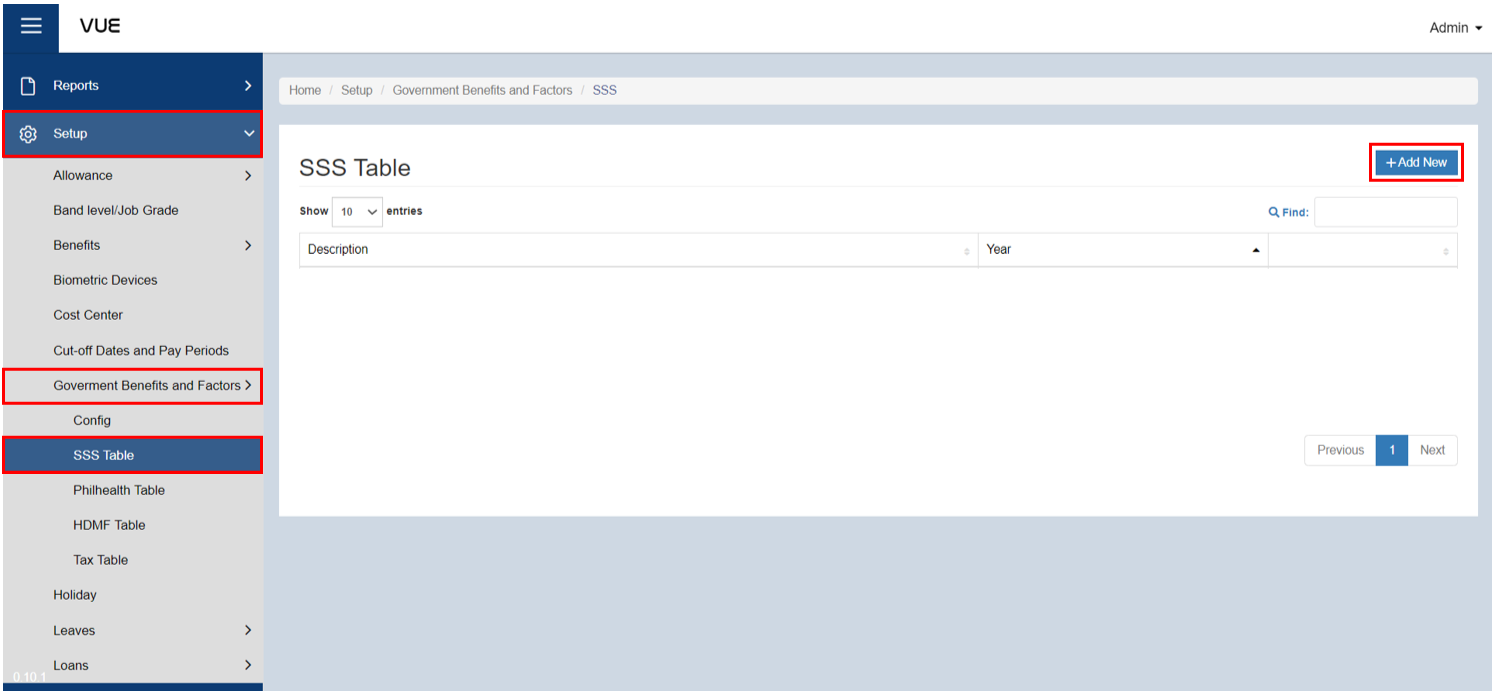 VUE
Admin
Reports
Setup
Allowance
Band level/Job Grade
Benefits
Biometric Devices
Cost Center
Cut-off Dates and Pay Periods
Goverment Benefits and Factors
Config
SSS Table
Philhealth Table
HDMF Table
Tax Table
Holiday
Leaves
Loans
0.10.1
Home / Setup / Government Benefits and Factors / SSS
SSS Table
+Add New
Show 10 entries
Find:
Description Year
Previous 1 Next